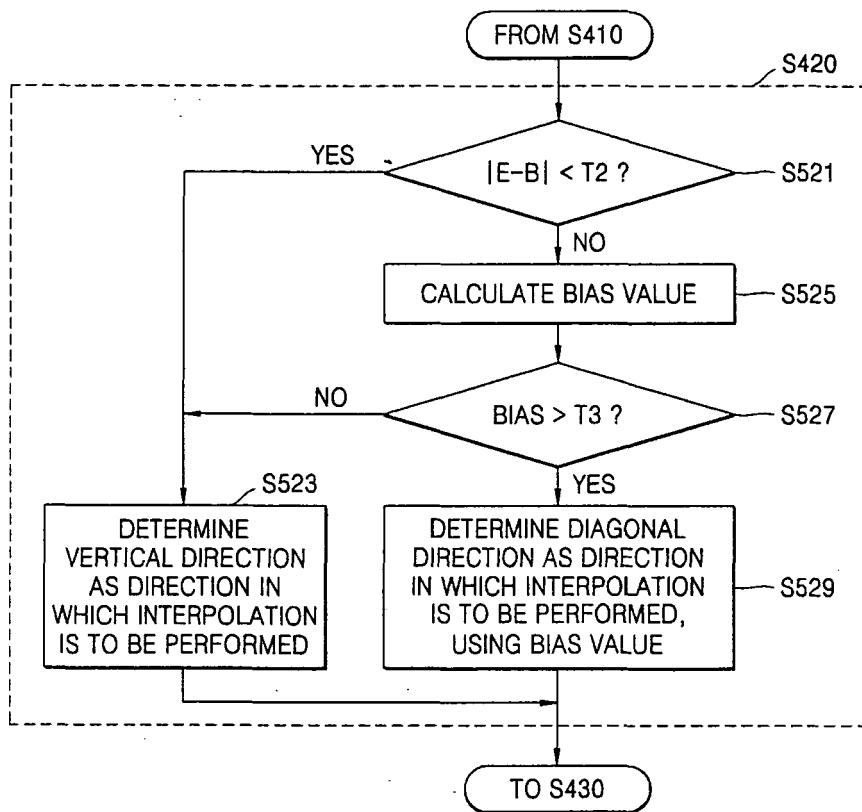 FROM S410
S420
YES
|E-B| < T2 ?
S521
NO
CALCULATE BIAS VALUE
S525
NO
BIAS > T3 ?
S527
S523
YES
DETERMINE
VERTICAL DIRECTION
AS DIRECTION IN
WHICH INTERPOLATION
IS TO BE PERFORMED
DETERMINE DIAGONAL
DIRECTION AS DIRECTION
IN WHICH INTERPOLATION
IS TO BE PERFORMED,
USING BIAS VALUE
S529
TO S430